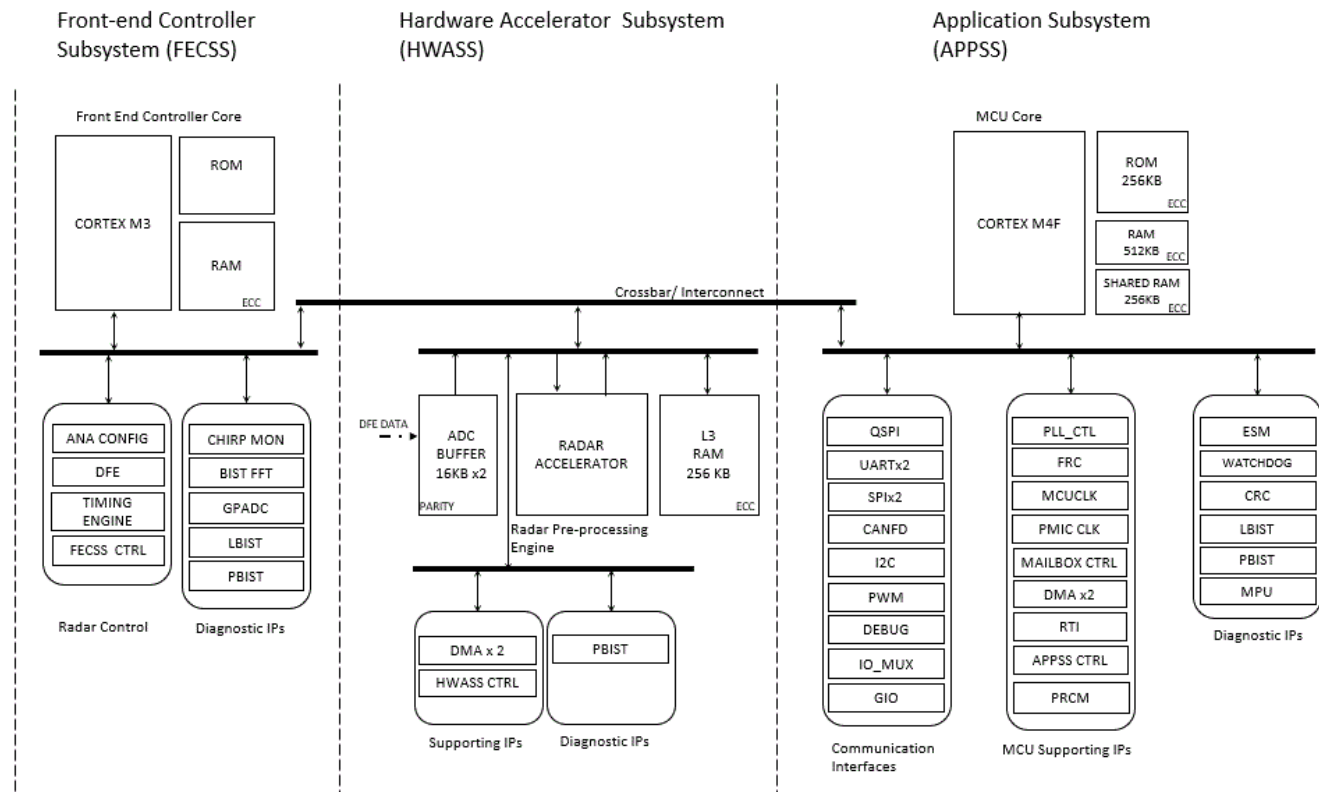 Front-end Controller
Subsystem (FECSS)
Hardware Accelerator Subsystem
(HWASS)
Application Subsystem
(APPSS)
Front End Controller Core
CORTEX M3
ROM
RAM
ECC
MCU Core
CORTEX M4F
ROM
256KB
ECC
RAM
512KB
ECC
SHARED RAM
256KB
ECC
Crossbar/ Interconnect
ANA CONFIG
DFE
TIMING
ENGINE
FECSS CTRL
Radar Control
CHIRP MON
BIST FFT
GPADC
LBIST
PBIST
Diagnostic IPs
DFE DATA
ADC
BUFFER
16KB x2
PARITY
RADAR
ACCELERATOR
Radar Pre-processing
Engine
L3
RAM
256 KB
ECC
DMA x 2
HWASS CTRL
Supporting IPs
PBIST
Diagnostic IPs
QSPI
UARTx2
SPIx2
CANFD
I2C
PWM
DEBUG
IO_MUX
GIO
Communication
Interfaces
PLL_CTL
FRC
MCUCLK
PMIC CLK
MAILBOX CTRL
DMA x2
RTI
APPSS CTRL
PRCM
MCU Supporting IPs
ESM
WATCHDOG
CRC
LBIST
PBIST
MPU
Diagnostic IPs